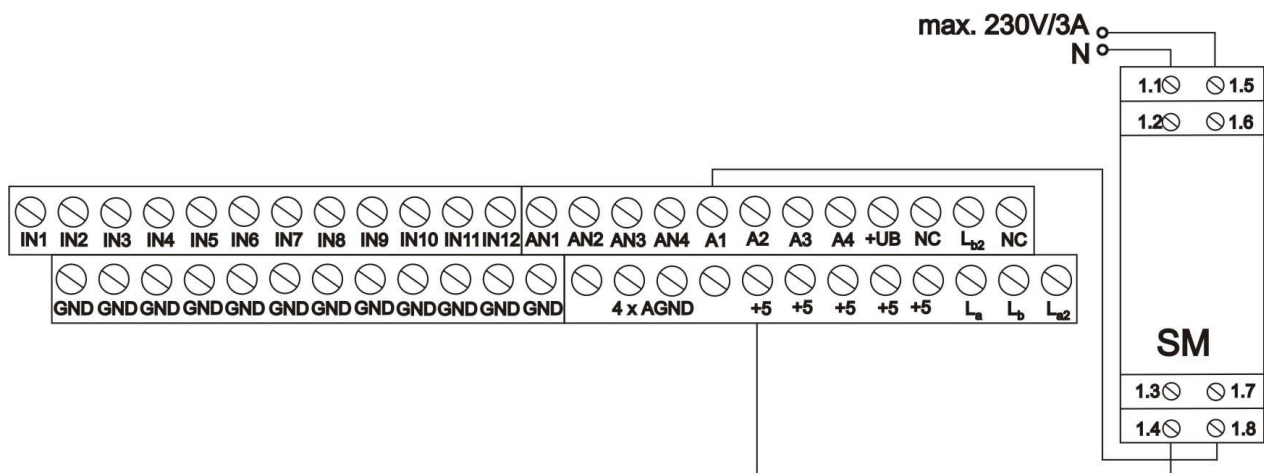 max. 230V/3A
N
1.1 1.5
1.2 1.6
IN1 IN2 IN3 IN4 IN5 IN6 IN7 IN8 IN9 IN10 IN11 IN12 AN1 AN2 AN3 AN4 A1 A2 A3 A4 +UB NC Lb2 NC
GND GND GND GND GND GND GND GND GND GND GND GND 4 x AGND +5 +5 +5 +5 +5 La Lb La2
SM
1.3 1.7
1.4 1.8